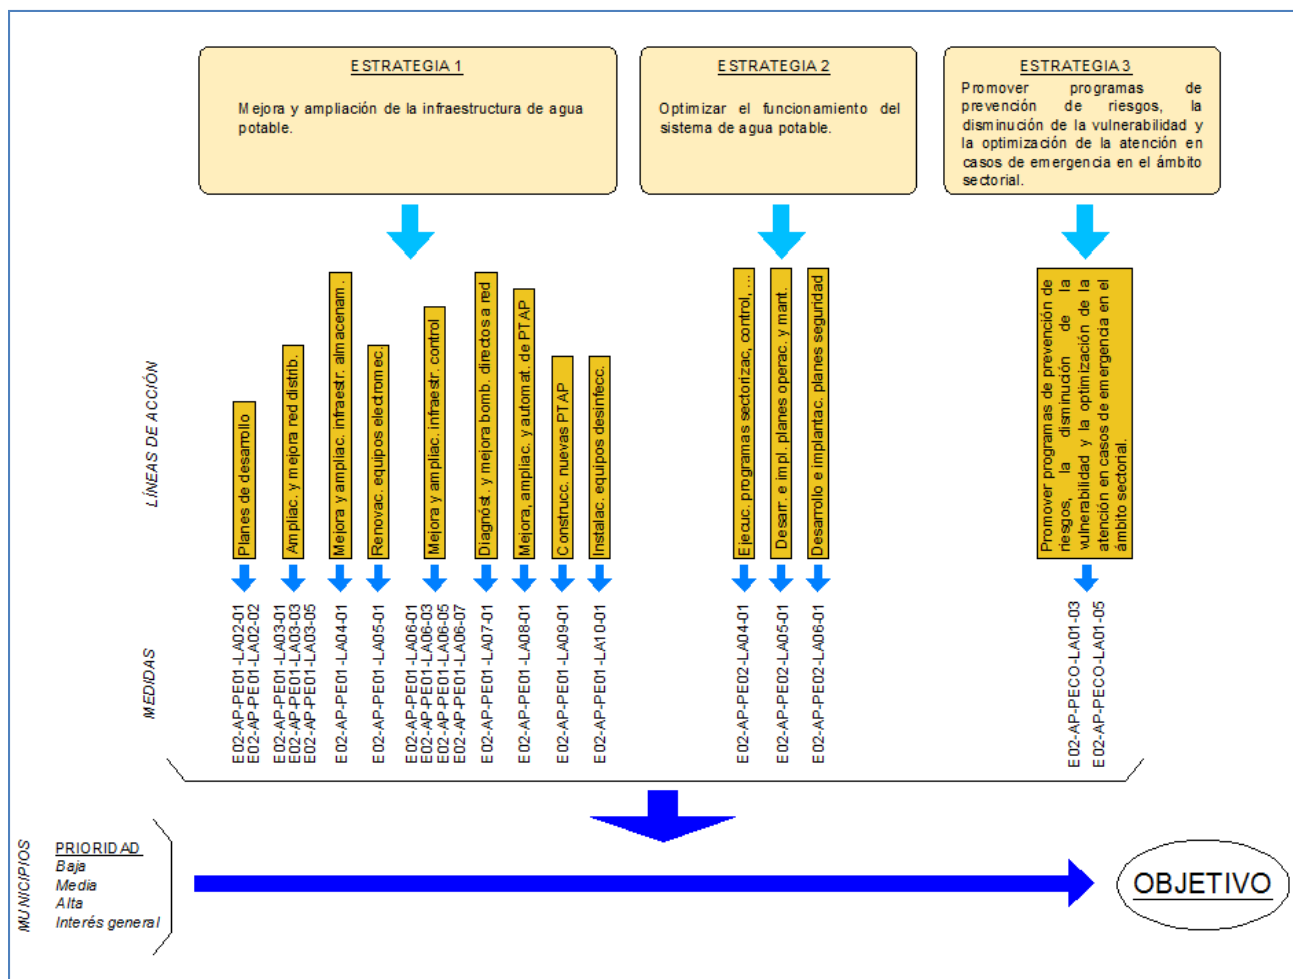 ESTRATEGIA 1
Mejora y ampliación de la infraestructura de agua
potable.
ESTRATEGIA 2
Optimizar el funcionamiento del
sistema de agua potable.
ESTRATEGIA 3
Promover programas de
prevención de riesgos, la
disminución de la vulnerabilidad y
la optimización de la atención en
casos de emergencia en el ámbito
sectorial.
LÍNEAS DE ACCIÓN
Planes de desarrollo
Ampliac. y mejora red distrib.
Mejora y ampliac. infraestr. almacenam.
Renovac. equipos electromec.
Mejora y ampliac. infraestr. control
Diagnóst. y mejora bomb. directos a red
Mejora, ampliac. y automat. de PTAP
Construcc. nuevas PTAP
Instalac. equipos desinfecc.
Ejecuc. programas sectorizac, control, ...
Desarr. e impl. planes operac. y mant.
Desarrollo e implantac. planes seguridad
Promover programas de prevención de
riesgos, la disminución de la
vulnerabilidad y la optimización de la
atención en casos de emergencia en el
ámbito sectorial.
MEDIDAS
E02-AP-PE01-LA02-01
E02-AP-PE01-LA02-02
E02-AP-PE01-LA03-01
E02-AP-PE01-LA03-03
E02-AP-PE01-LA03-05
E02-AP-PE01-LA04-01
E02-AP-PE01-LA05-01
E02-AP-PE01-LA06-01
E02-AP-PE01-LA06-03
E02-AP-PE01-LA06-05
E02-AP-PE01-LA06-07
E02-AP-PE01-LA07-01
E02-AP-PE01-LA08-01
E02-AP-PE01-LA09-01
E02-AP-PE01-LA10-01
E02-AP-PE02-LA04-01
E02-AP-PE02-LA05-01
E02-AP-PE02-LA06-01
E02-AP-PECO-LA01-03
E02-AP-PECO-LA01-05
MUNICIPIOS
PRIORIDAD
Baja
Media
Alta
Interés general
OBJETIVO